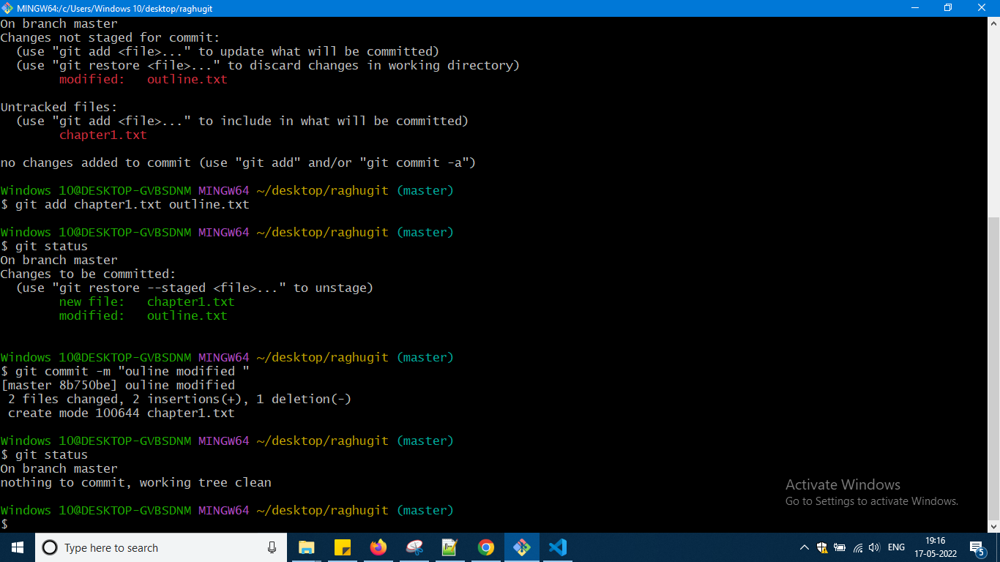 MINGW64:/c/Users/Windows 10/desktop/raghugit
On branch master
Changes not staged for commit:
  (use "git add <file>..." to update what will be committed)
  (use "git restore <file>..." to discard changes in working directory)
        modified:   outline.txt
Untracked files:
  (use "git add <file>..." to include in what will be committed)
        chapter1.txt
no changes added to commit (use "git add" and/or "git commit -a")
Windows 10@DESKTOP-GVBSDNM MINGW64 ~/desktop/raghugit (master)
$ git add chapter1.txt outline.txt
Windows 10@DESKTOP-GVBSDNM MINGW64 ~/desktop/raghugit (master)
$ git status
On branch master
Changes to be committed:
  (use "git restore --staged <file>..." to unstage)
        new file:   chapter1.txt
        modified:   outline.txt
Windows 10@DESKTOP-GVBSDNM MINGW64 ~/desktop/raghugit (master)
$ git commit -m "ouline modified "
[master 8b750be] ouline modified
 2 files changed, 2 insertions(+), 1 deletion(-)
 create mode 100644 chapter1.txt
Windows 10@DESKTOP-GVBSDNM MINGW64 ~/desktop/raghugit (master)
$ git status
On branch master
nothing to commit, working tree clean
Windows 10@DESKTOP-GVBSDNM MINGW64 ~/desktop/raghugit (master)
$
Activate Windows
Go to Settings to activate Windows.
Type here to search
ENG
19:16
17-05-2022
5